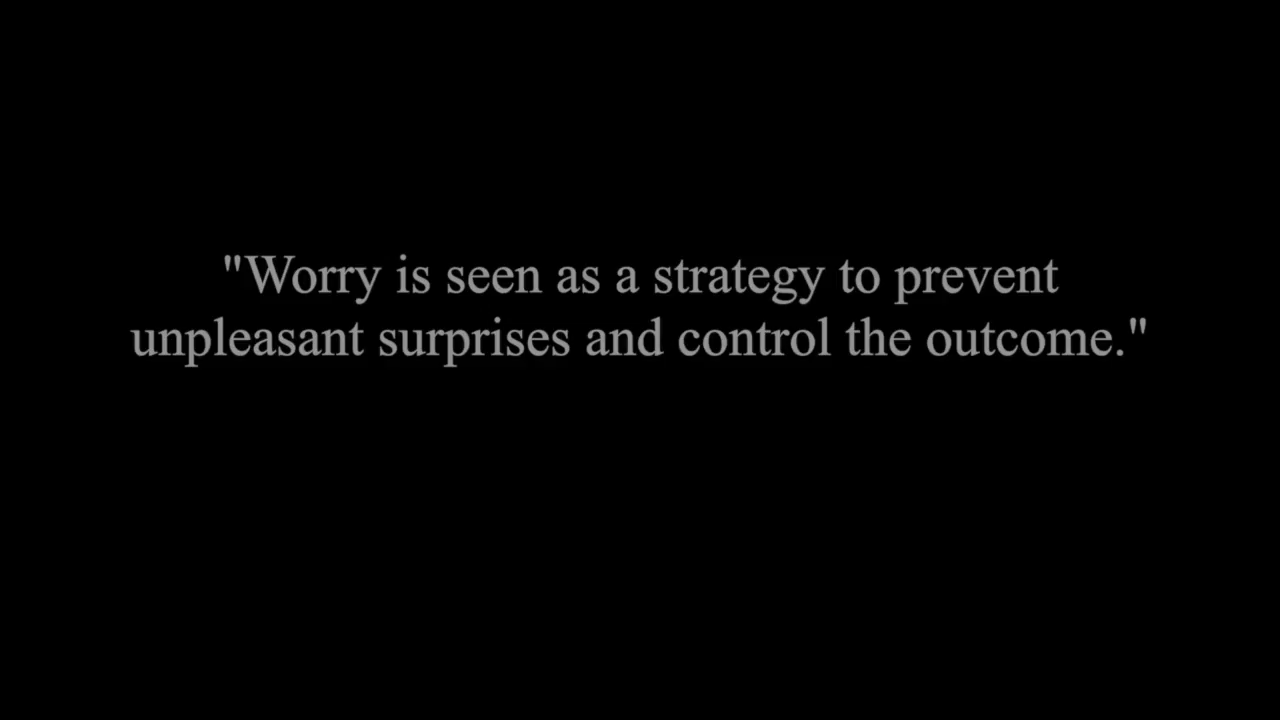 "Worry is seen as a strategy to prevent
unpleasant surprises and control the outcome."